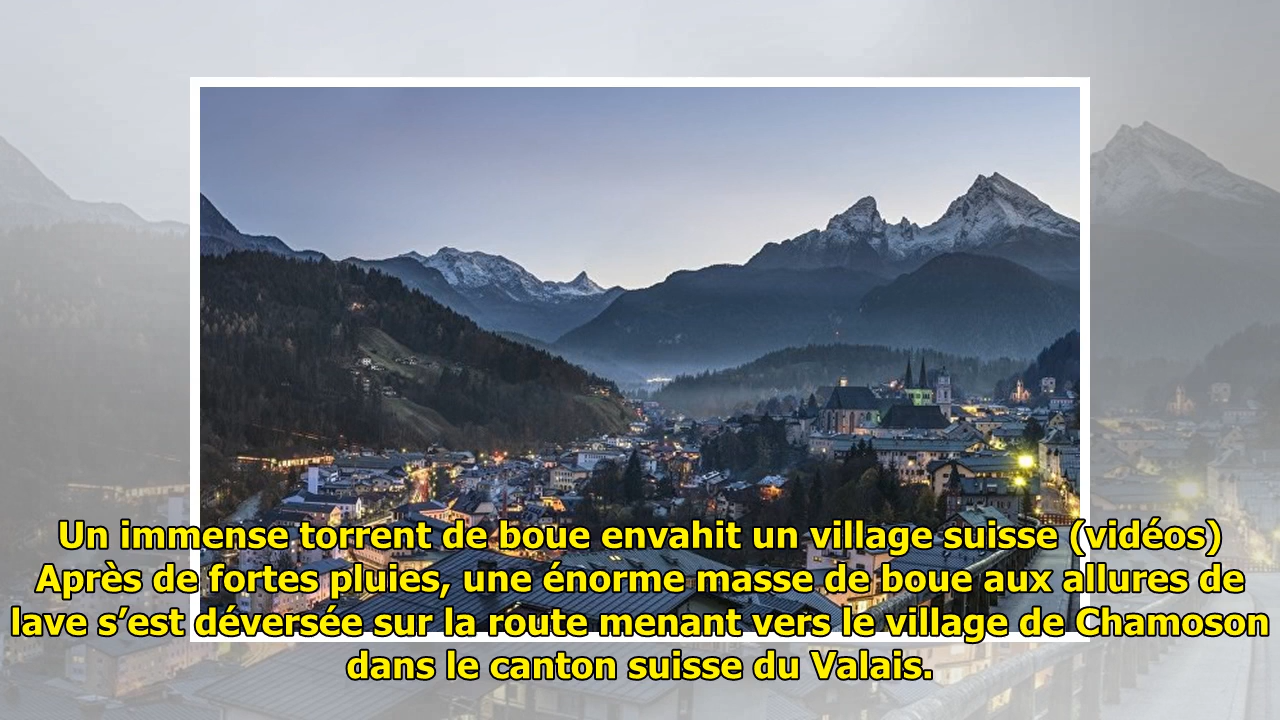 Un immense torrent de boue envahit un village suisse (vidéos)
Après de fortes pluies, une énorme masse de boue aux allures de
lave s’est déversée sur la route menant vers le village de Chamoson
dans le canton suisse du Valais.